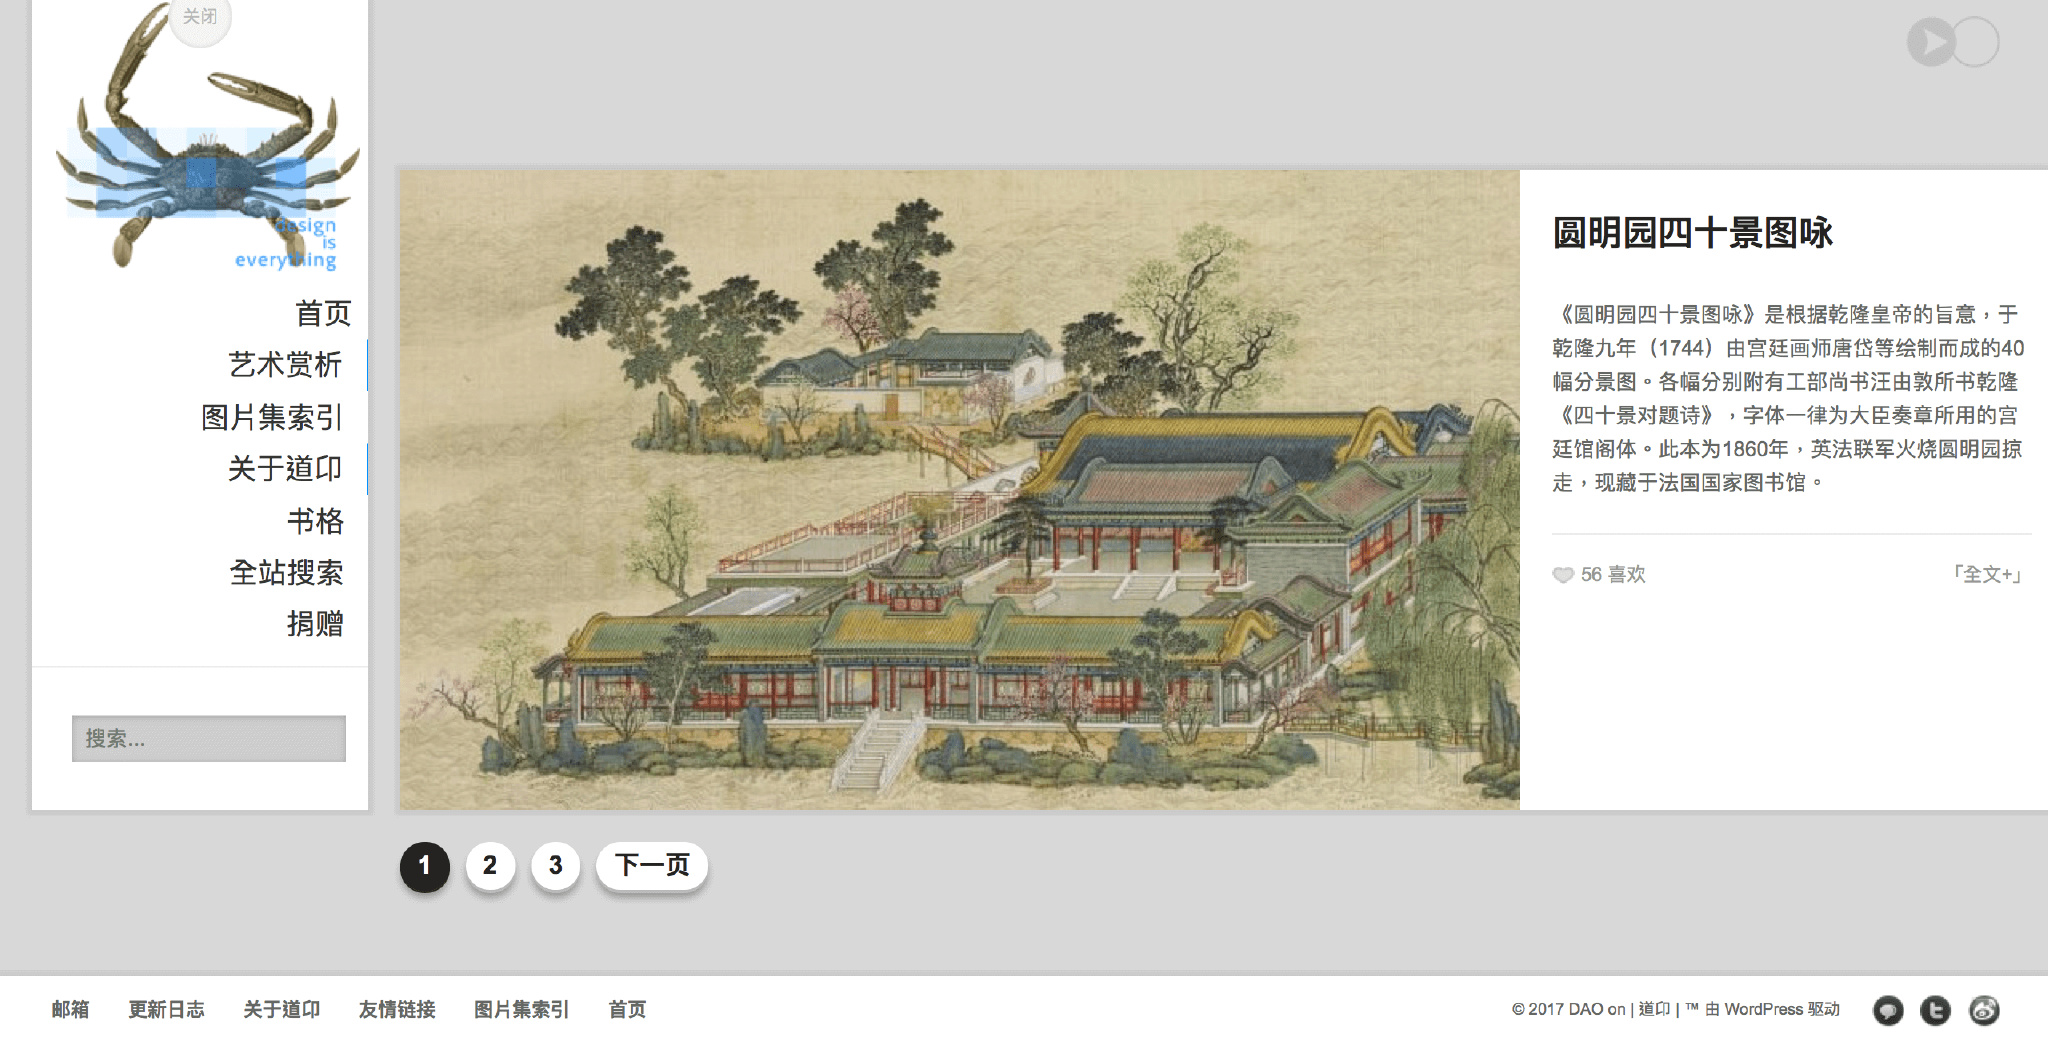 关闭
design
is
everything
首页
艺术赏析
图片集索引
关于道卬
书格
全站搜索
捐赠
搜索...
圆明园四十景图咏
《圆明园四十景图咏》是根据乾隆皇帝的旨意，于
乾隆九年（1744）由宫廷画师唐岱等绘制而成的40
幅分景图。各幅分别附有工部尚书汪由敦所书乾隆
《四十景对题诗》，字体一律为大臣奏章所用的宫
廷馆阁体。此本为1860年，英法联军火烧圆明园掠
走，现藏于法国国家图书馆。
56 喜欢
「全文+」
1 2 3 下一页
邮箱 更新日志 关于道卬 友情链接 图片集索引 首页
© 2017 DAO on | 道卬 | ™ 由 WordPress 驱动